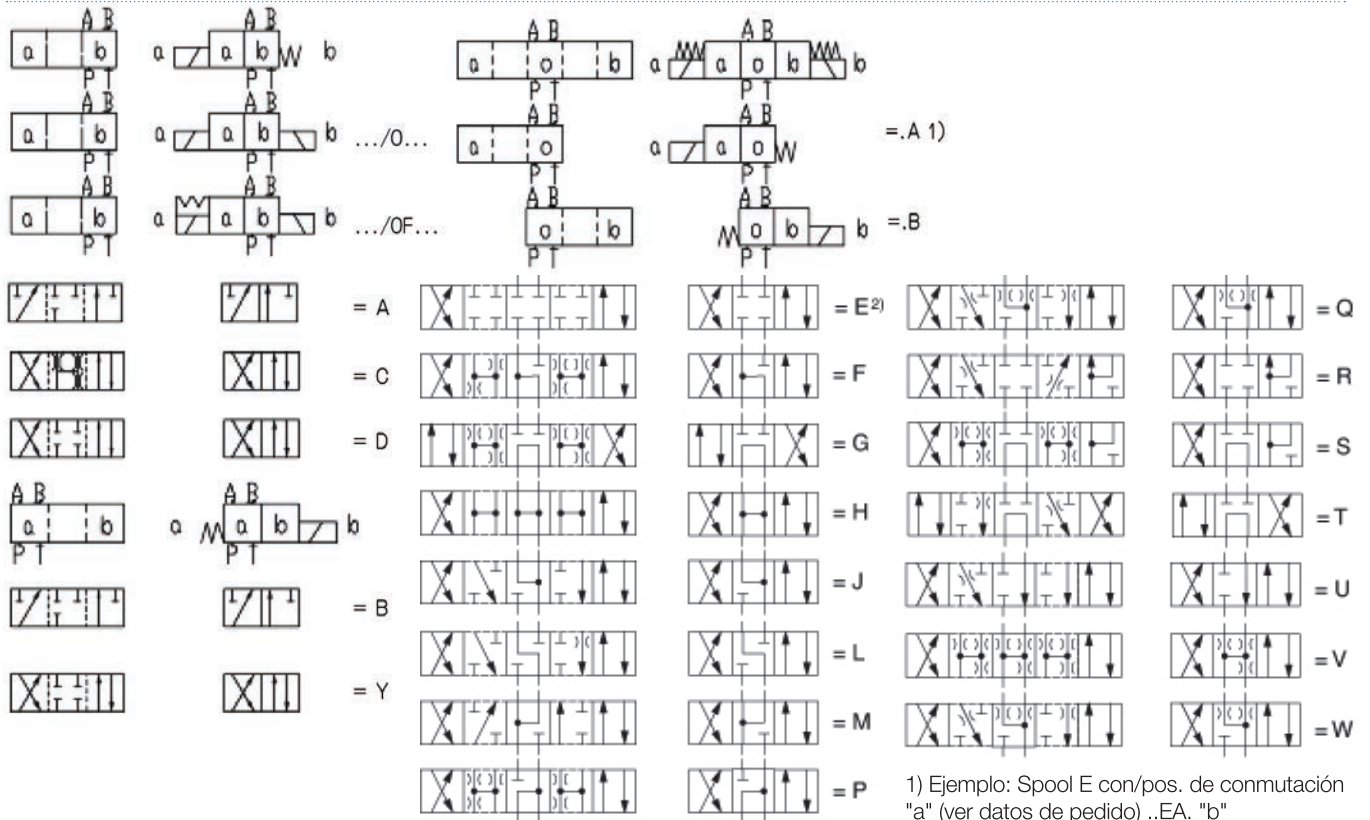 A B
a b
P T
A B
a a b b
P T
A B
a o b
P T
A B
a a o b b
P T
A B
a b
P T
A B
a a b b .../O...
P T
A B
a o
P T
A B
a a o =.A 1)
P T
A B
a b
P T
A B
a a b b .../OF...
P T
A B
o b
P T
A B
o b b =.B
P T
= A
= C
= D
A B
a b
P T
A B
a a b b
P T
= B
= Y
= E2)
= F
= G
= H
= J
= L
= M
= P
= Q
= R
= S
= T
= U
= V
= W
1) Ejemplo: Spool E con/pos. de conmutación
"a" (ver datos de pedido) ..EA. "b"